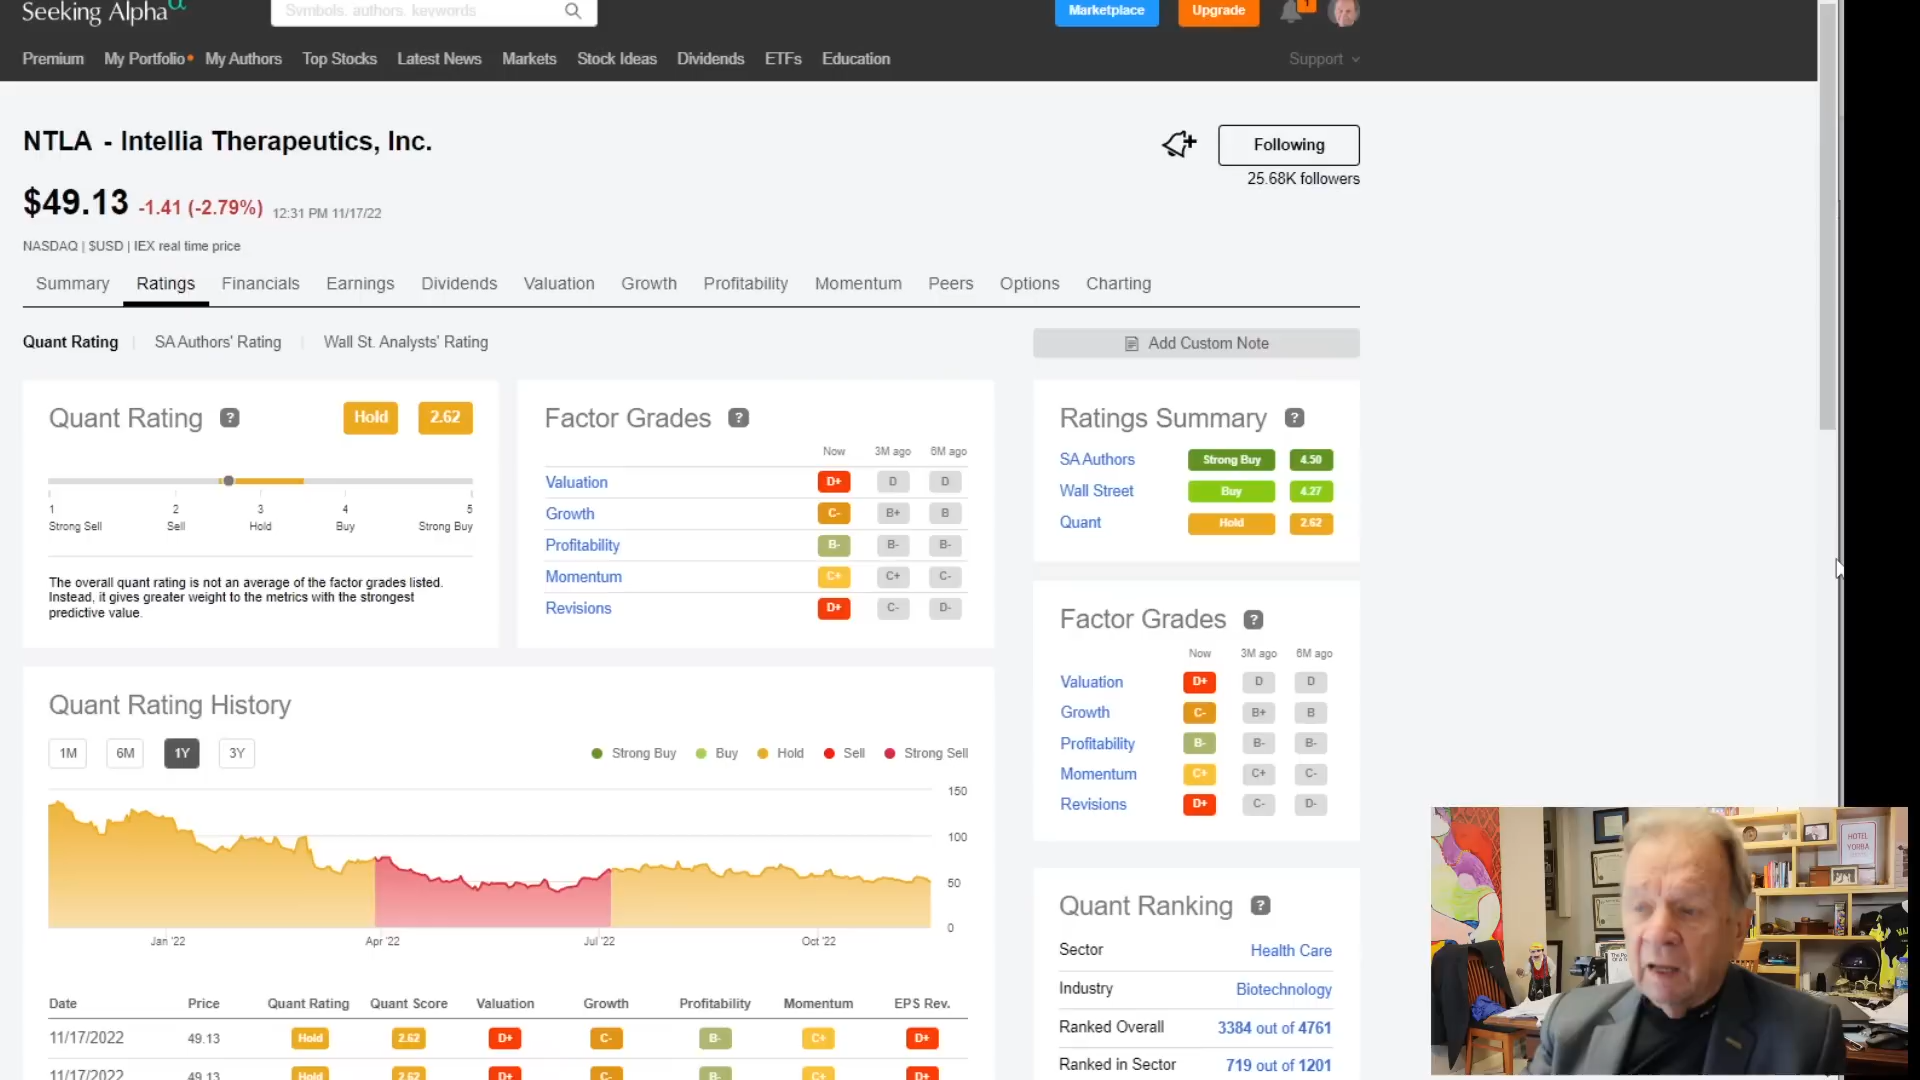 Seeking Alpha α
Symbols, authors, keywords
Marketplace
Upgrade
1
Premium My Portfolio My Authors Top Stocks Latest News Markets Stock Ideas Dividends ETFs Education
Support
NTLA - Intellia Therapeutics, Inc.
Following
25.68K followers
$49.13 -1.41 (-2.79%) 12:31 PM 11/17/22
NASDAQ | $USD | IEX real time price
Summary Ratings Financials Earnings Dividends Valuation Growth Profitability Momentum Peers Options Charting
Quant Rating SA Authors' Rating Wall St. Analysts' Rating
Add Custom Note
Quant Rating ? Hold 2.62
1 2 3 4 5
Strong Sell Sell Hold Buy Strong Buy
The overall quant rating is not an average of the factor grades listed.
Instead, it gives greater weight to the metrics with the strongest
predictive value.
Factor Grades ?
Now 3M ago 6M ago
Valuation D+ D D
Growth C- B+ B
Profitability B- B- B-
Momentum C+ C+ C-
Revisions D+ C- D-
Ratings Summary ?
SA Authors Strong Buy 4.50
Wall Street Buy 4.27
Quant Hold 2.62
Factor Grades ?
Now 3M ago 6M ago
Valuation D+ D D
Growth C- B+ B
Profitability B- B- B-
Momentum C+ C+ C-
Revisions D+ C- D-
Quant Rating History
1M 6M 1Y 3Y
Strong Buy Buy Hold Sell Strong Sell
150
100
50
0
Jan '22 Apr '22 Jul '22 Oct '22
Date Price Quant Rating Quant Score Valuation Growth Profitability Momentum EPS Rev.
11/17/2022 49.13 Hold 2.62 D+ C- B- C+ D+
11/17/2022 49.13 Hold 2.62 D+ C- B- C+ D+
Quant Ranking ?
Sector Health Care
Industry Biotechnology
Ranked Overall 3384 out of 4761
Ranked in Sector 719 out of 1201
HOTEL
YORBA